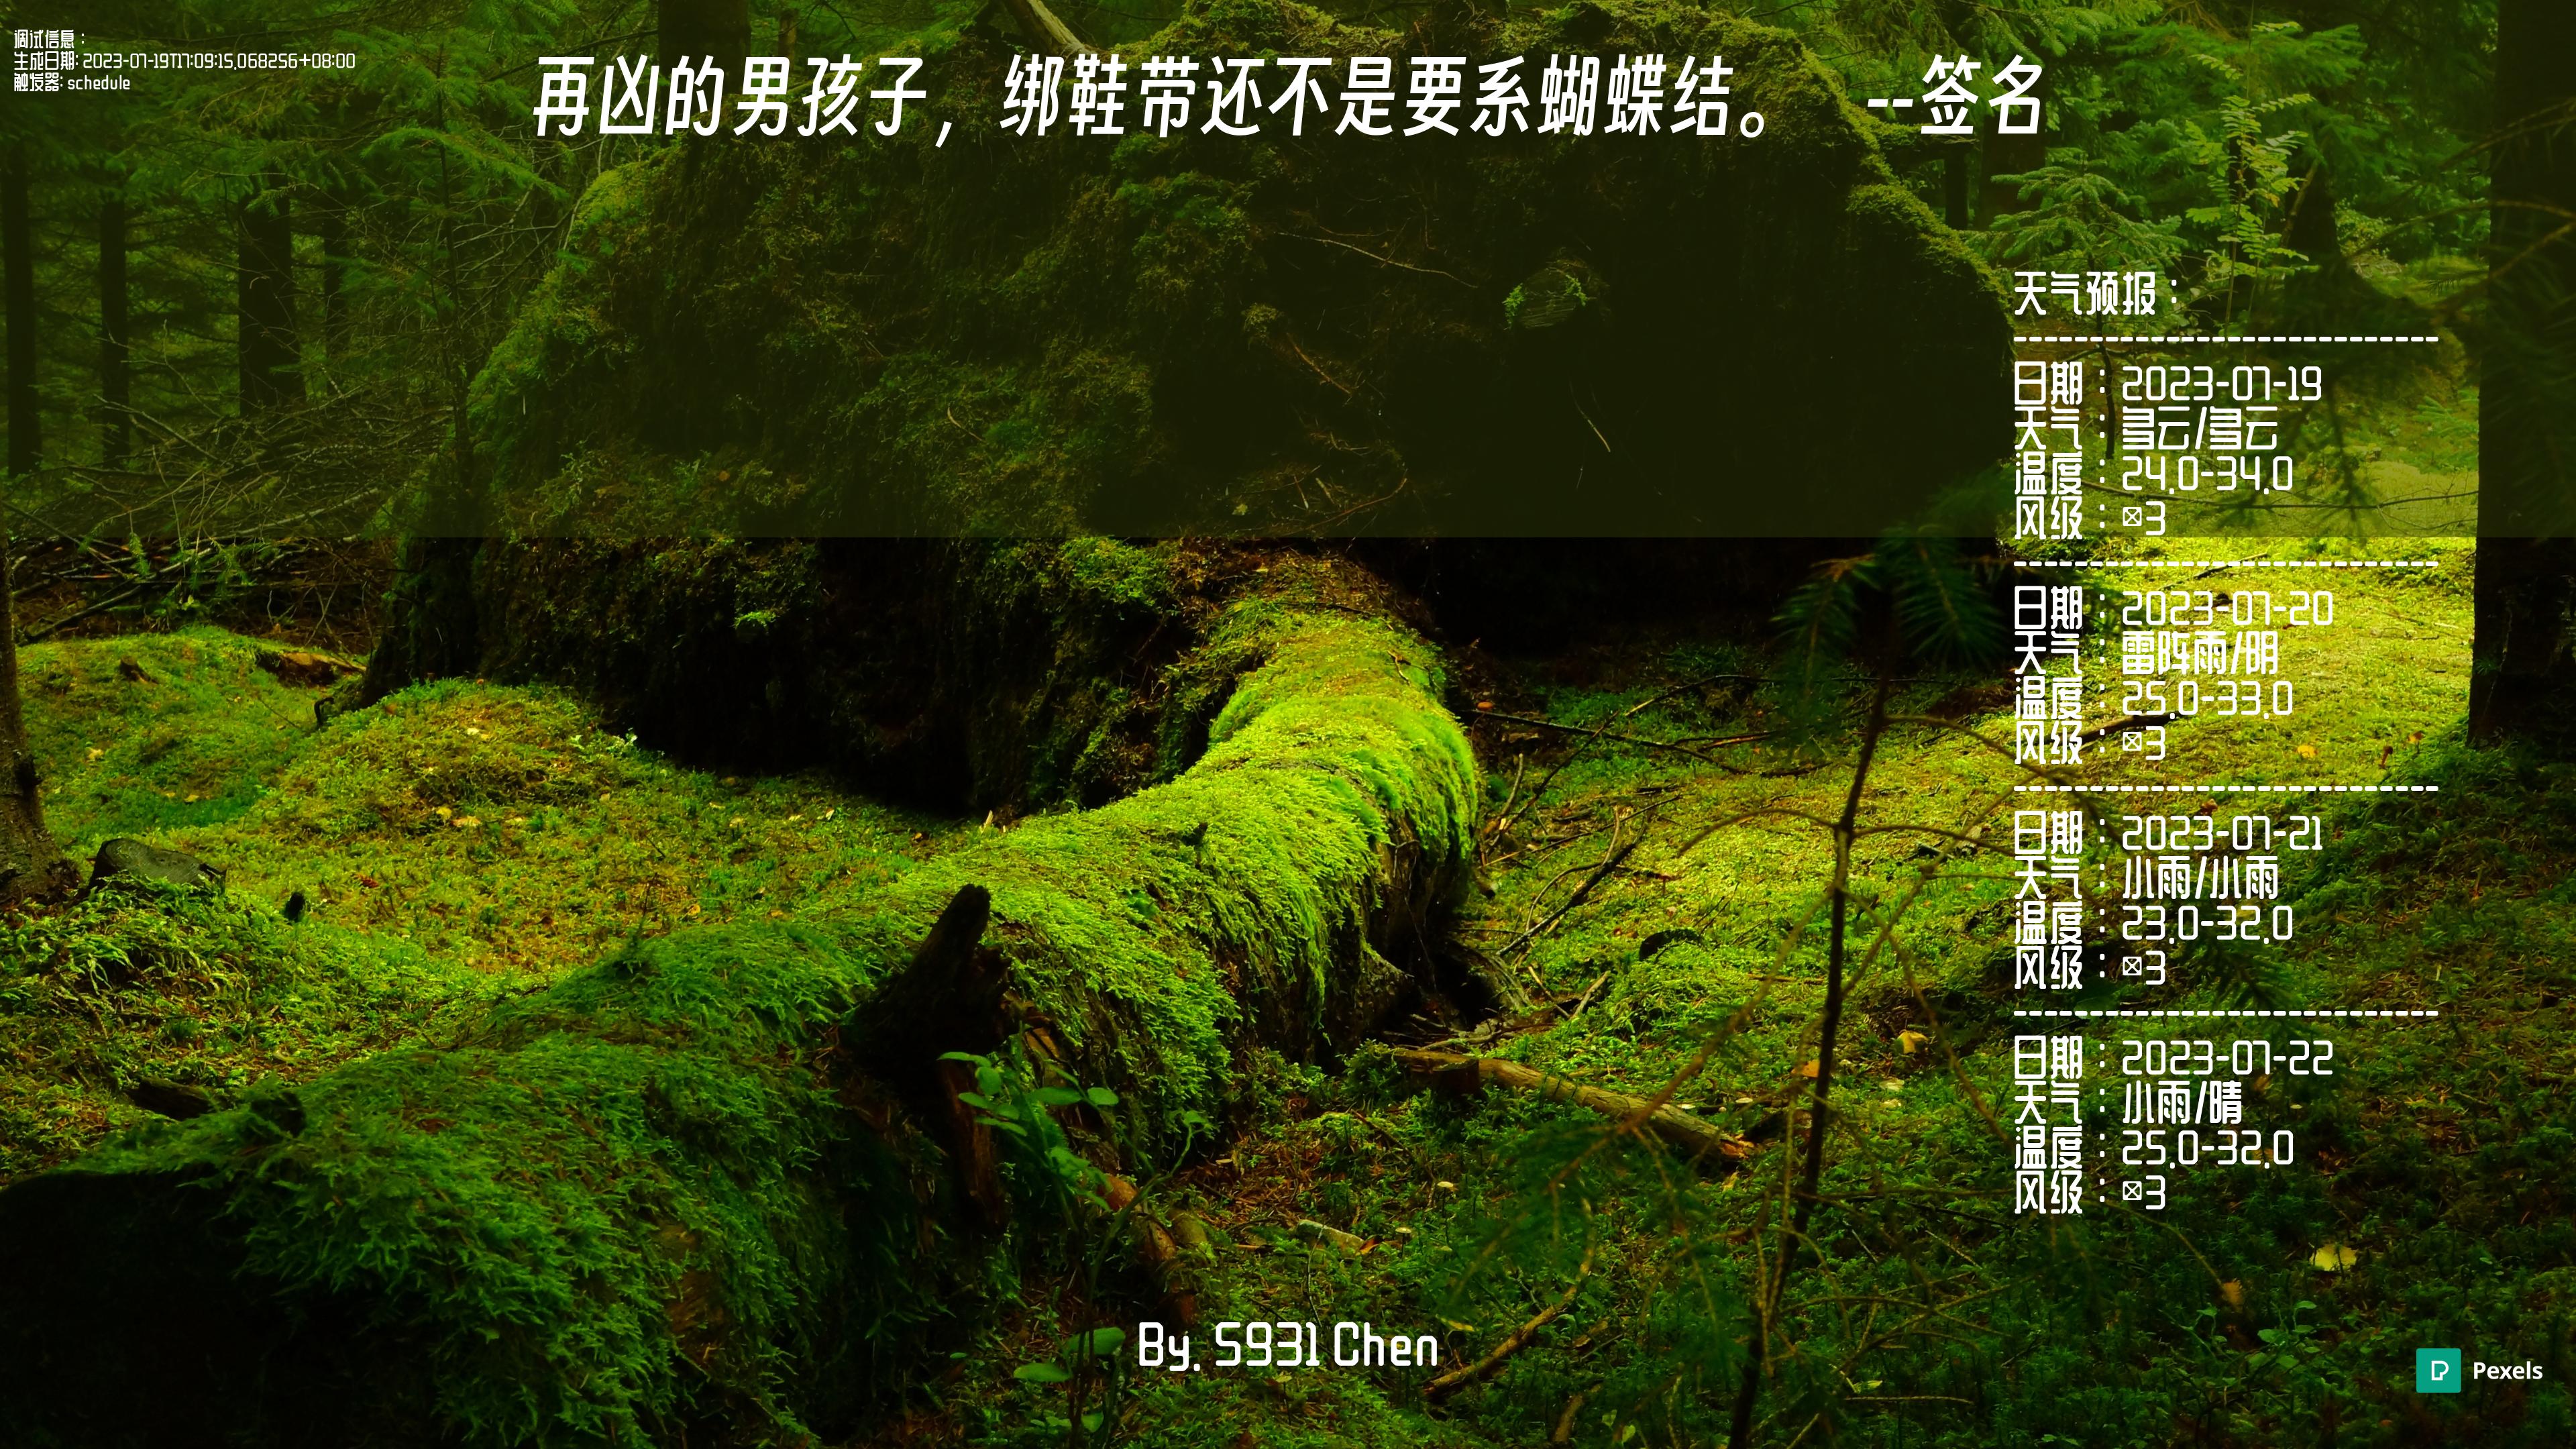 调试信息：
生成日期: 2023-07-19T17:09:15.068256+08:00
触发器: schedule
再凶的男孩子，绑鞋带还不是要系蝴蝶结。 --签名
天气预报：
----------------------------
日期：2023-07-19
天气：多云/多云
温度：24.0-34.0
风级：☒3
----------------------------
日期：2023-07-20
天气：雷阵雨/阴
温度：25.0-33.0
风级：☒3
----------------------------
日期：2023-07-21
天气：小雨/小雨
温度：23.0-32.0
风级：☒3
----------------------------
日期：2023-07-22
天气：小雨/晴
温度：25.0-32.0
风级：☒3
By. S931 Chen
Pexels